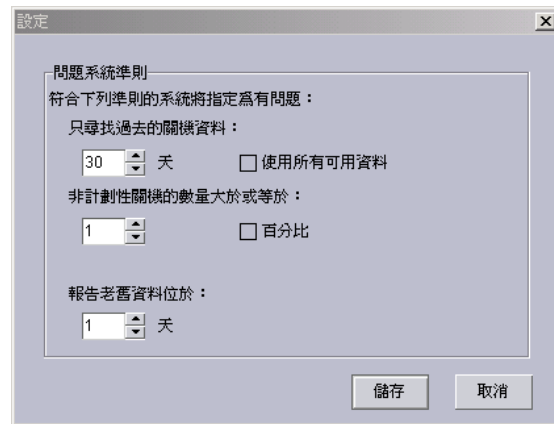 設定
問題系統準則
符合下列準則的系統將指定為有問題：
只尋找過去的關機資料：
30 天 使用所有可用資料
非計劃性關機的數量大於或等於：
1 百分比
報告老舊資料位於：
1 天
儲存 取消